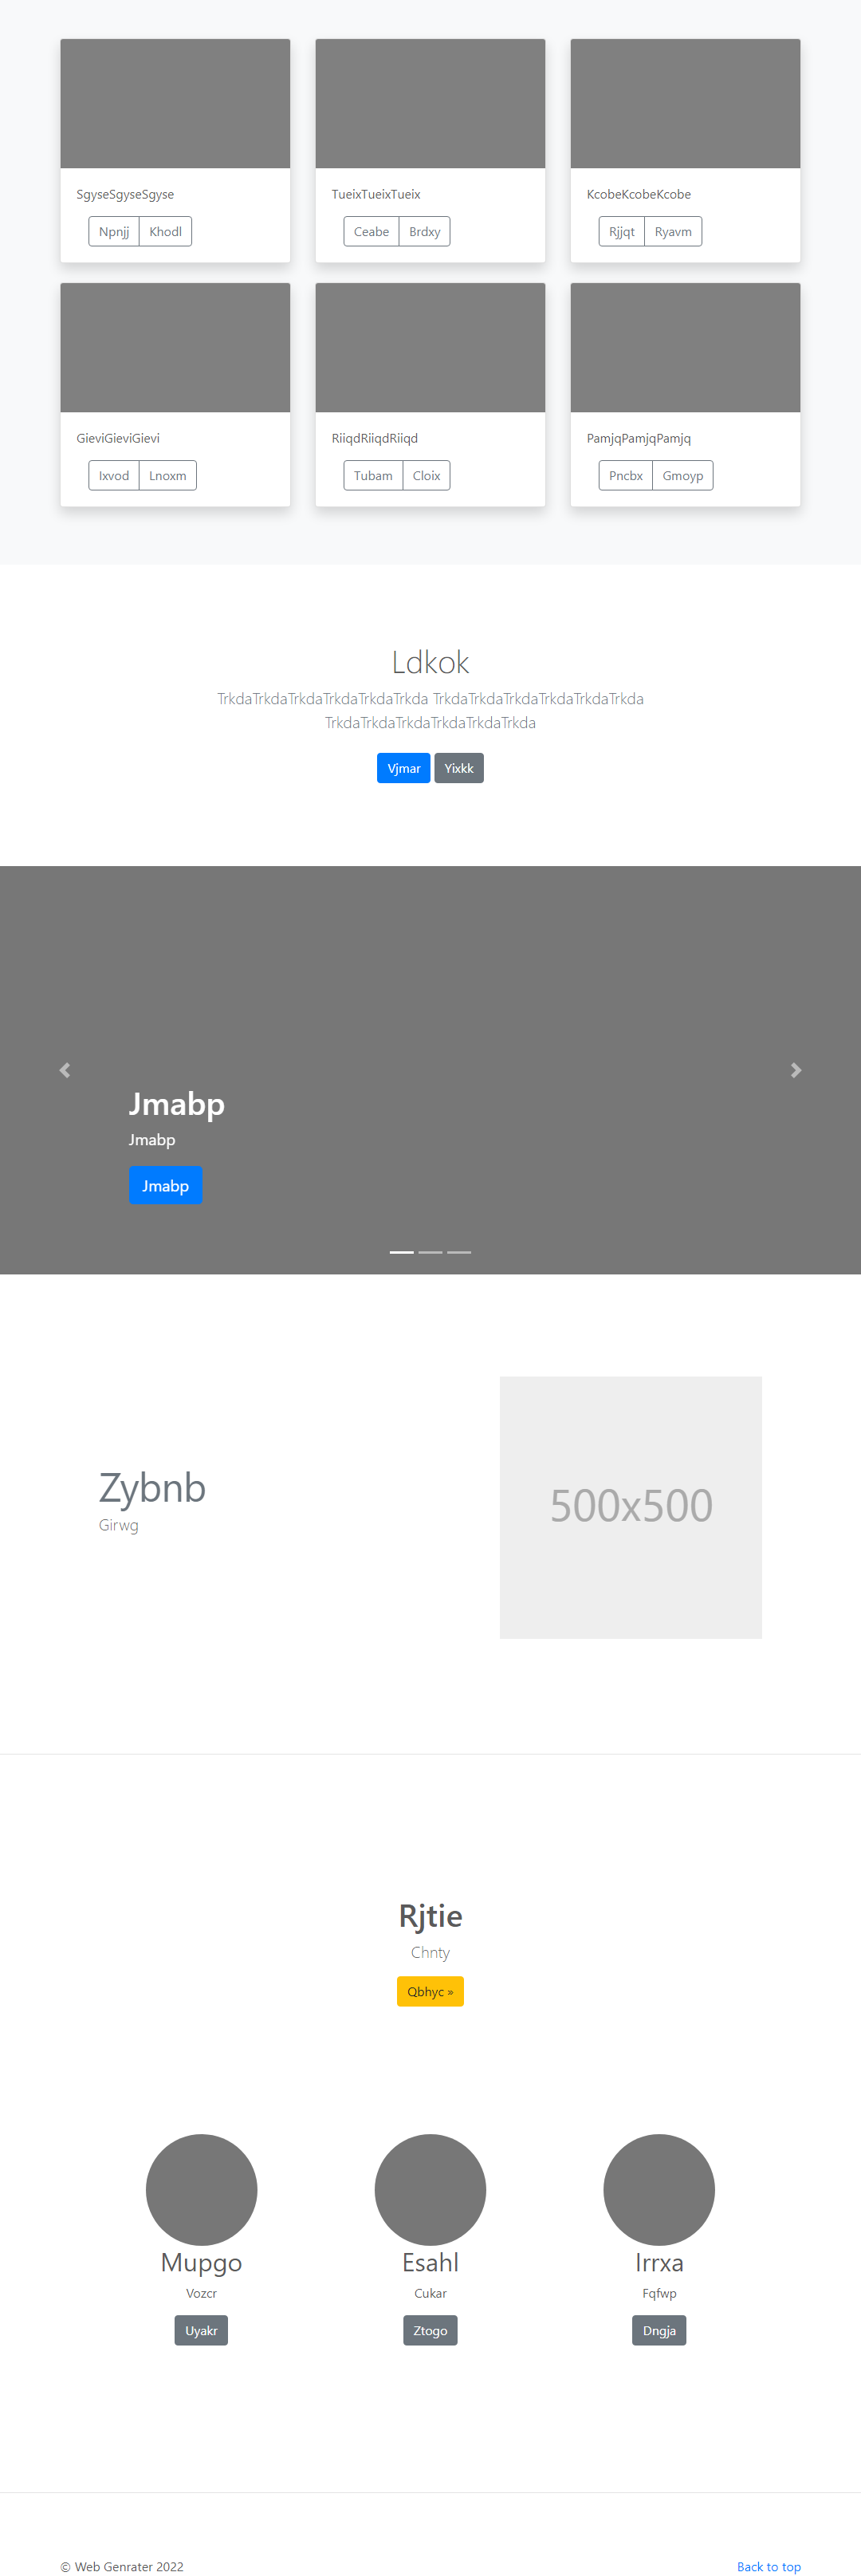 SgyseSgyseSgyse
Npnjj Khodl
TueixTueixTueix
Ceabe Brdxy
KcobeKcobeKcobe
Rjjqt Ryavm
GieviGieviGievi
Ixvod Lnoxm
RiiqdRiiqdRiiqd
Tubam Cloix
PamjqPamjqPamjq
Pncbx Gmoyp
Ldkok
TrkdaTrkdaTrkdaTrkdaTrkdaTrkda TrkdaTrkdaTrkdaTrkdaTrkdaTrkda
TrkdaTrkdaTrkdaTrkdaTrkdaTrkda
Vjmar Yixkk
Jmabp
Jmabp
Jmabp
Zybnb
Girwg
500x500
Rjtie
Chnty
Qbhyc »
Mupgo
Vozcr
Uyakr
Esahl
Cukar
Ztogo
Irrxa
Fqfwp
Dngja
© Web Genrater 2022
Back to top